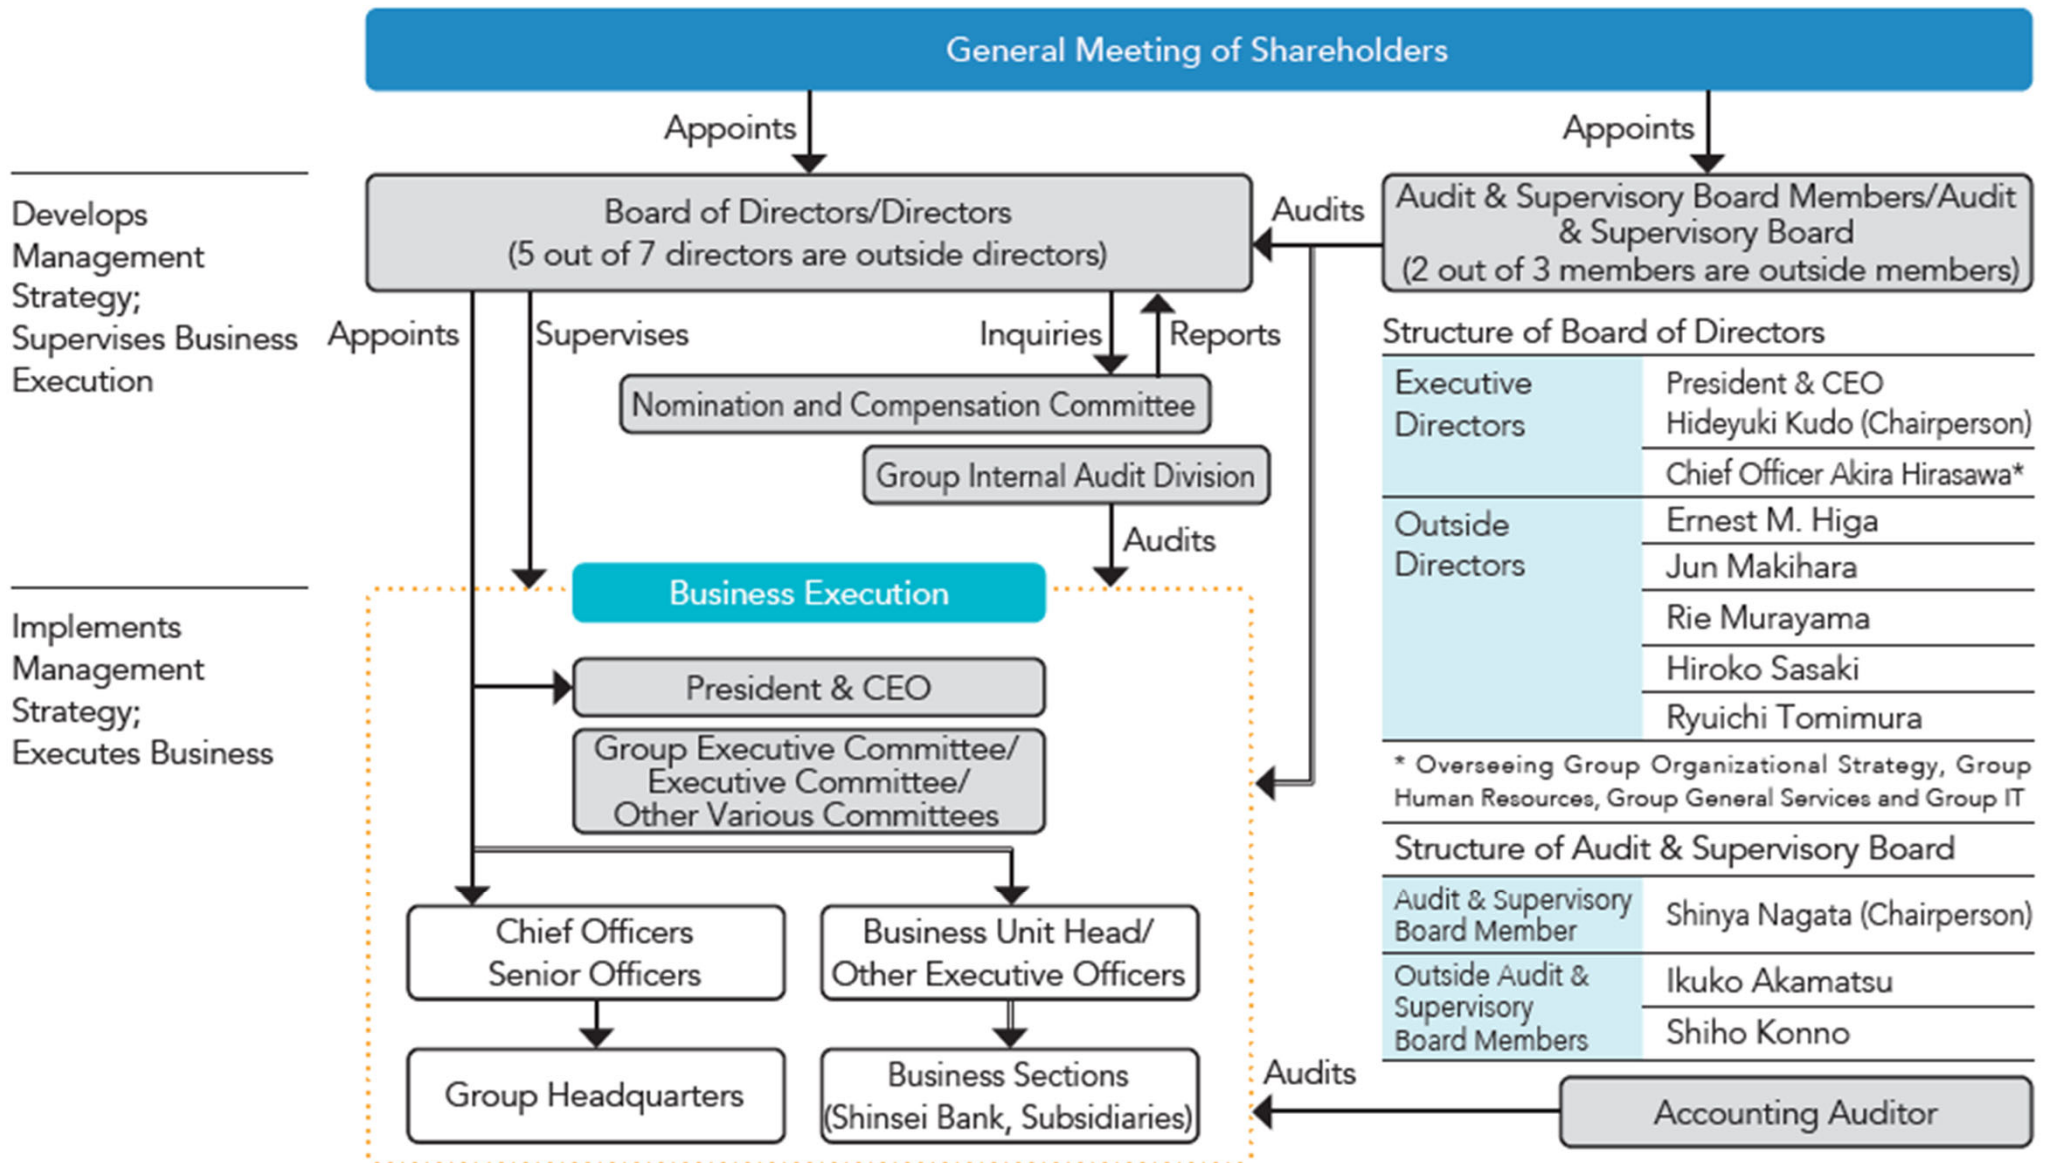 General Meeting of Shareholders
Appoints
Appoints
Develops
Management
Strategy;
Supervises Business
Execution
Board of Directors/Directors
(5 out of 7 directors are outside directors)
Audits
Audit & Supervisory Board Members/Audit
& Supervisory Board
(2 out of 3 members are outside members)
Appoints
Supervises
Inquiries
Reports
Nomination and Compensation Committee
Group Internal Audit Division
Audits
Structure of Board of Directors
Executive
Directors
President & CEO
Hideyuki Kudo (Chairperson)
Chief Officer Akira Hirasawa*
Outside
Directors
Ernest M. Higa
Jun Makihara
Rie Murayama
Hiroko Sasaki
Ryuichi Tomimura
* Overseeing Group Organizational Strategy, Group
Human Resources, Group General Services and Group IT
Structure of Audit & Supervisory Board
Audit & Supervisory
Board Member
Shinya Nagata (Chairperson)
Outside Audit &
Supervisory
Board Members
Ikuko Akamatsu
Shiho Konno
Implements
Management
Strategy;
Executes Business
Business Execution
President & CEO
Group Executive Committee/
Executive Committee/
Other Various Committees
Chief Officers
Senior Officers
Business Unit Head/
Other Executive Officers
Group Headquarters
Business Sections
(Shinsei Bank, Subsidiaries)
Audits
Accounting Auditor